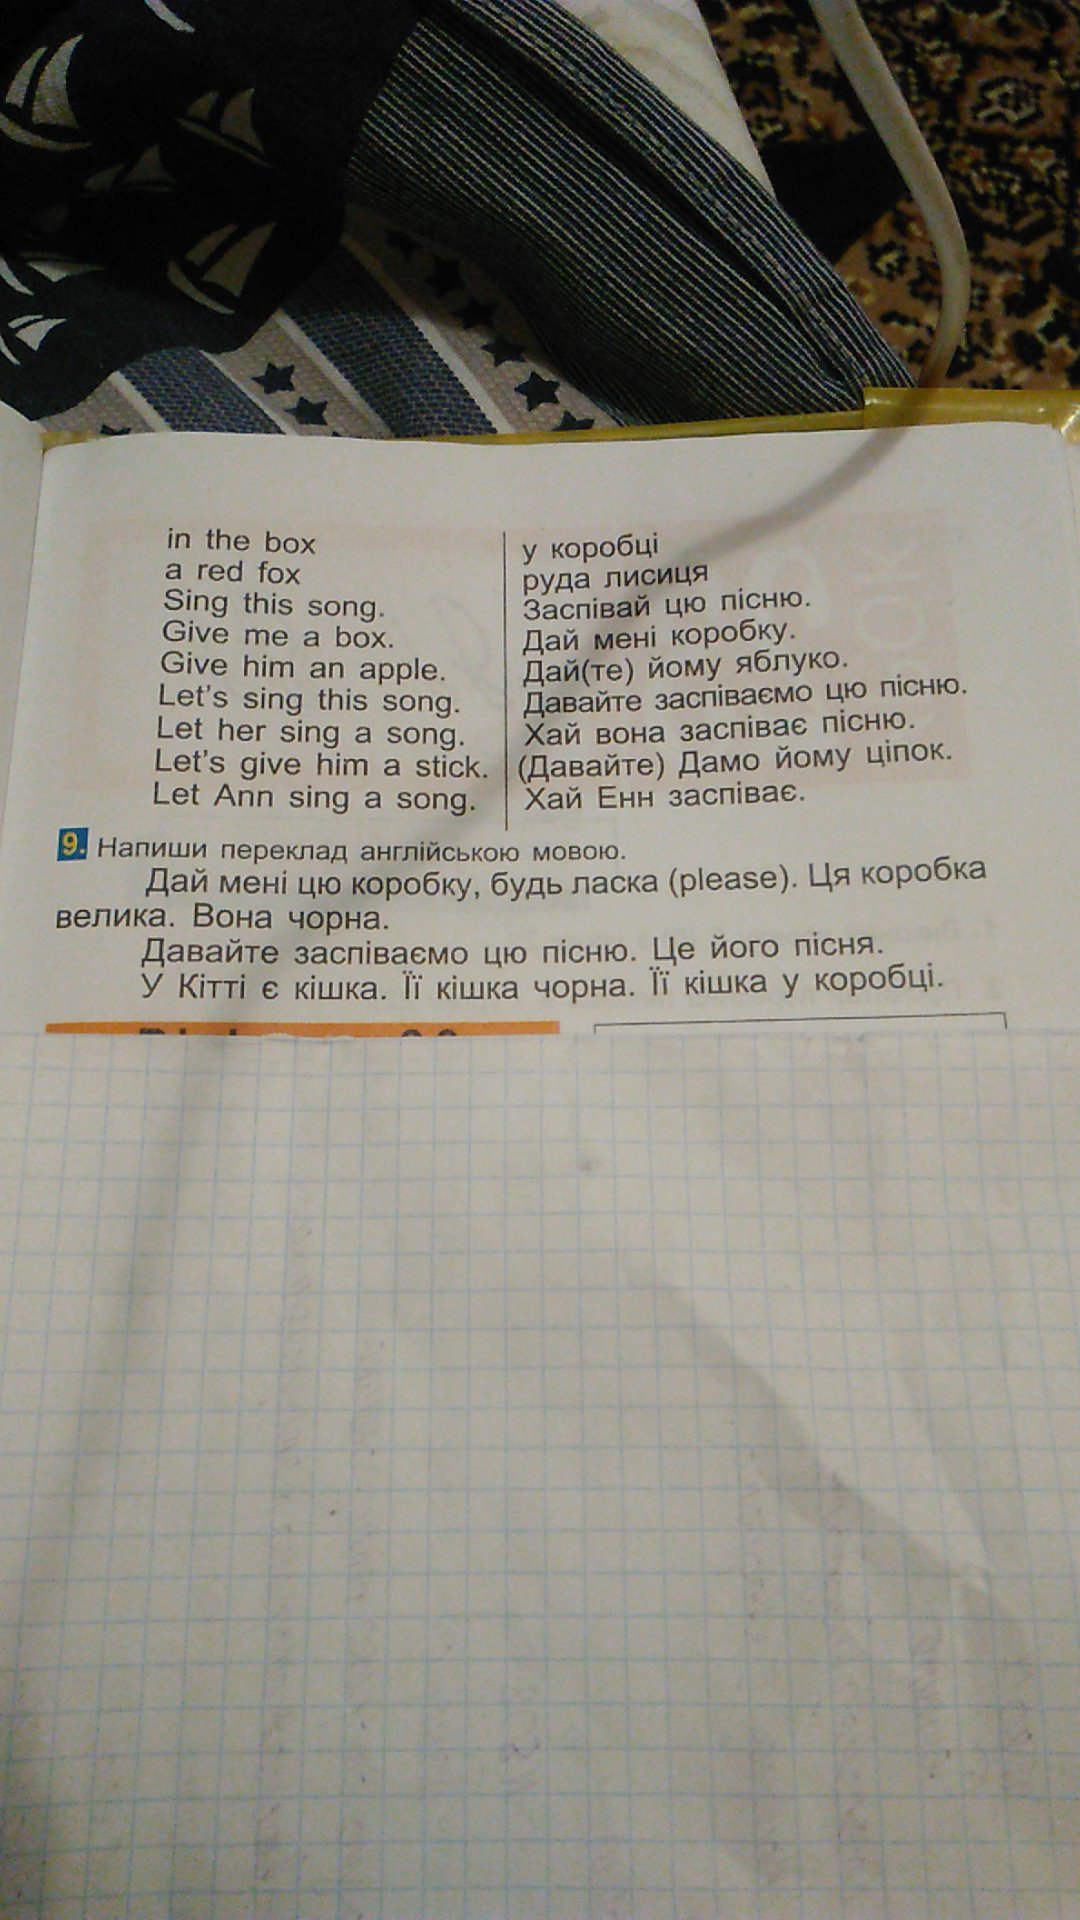 in the box
a red fox
Sing this song.
Give me a box.
Give him an apple.
Let's sing this song.
Let her sing a song.
Let's give him a stick.
Let Ann sing a song.
у коробці
руда лисиця
Заспівай цю пісню.
Дай мені коробку.
Дай(те) йому яблуко.
Давайте заспіваємо цю пісню.
Хай вона заспіває пісню.
(Давайте) Дамо йому ціпок.
Хай Енн заспіває.
9. Напиши переклад англійською мовою.
Дай мені цю коробку, будь ласка (please). Ця коробка
велика. Вона чорна.
Давайте заспіваємо цю пісню. Це його пісня.
У Кітті є кішка. Її кішка чорна. Її кішка у коробці.